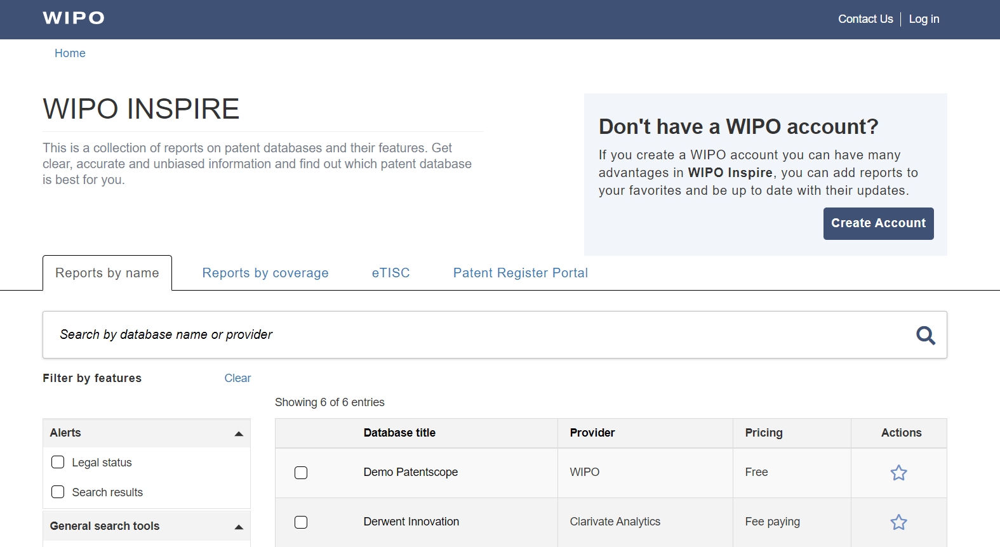 WIPO
Contact Us
Log in
Home
WIPO INSPIRE
This is a collection of reports on patent databases and their features. Get
clear, accurate and unbiased information and find out which patent database
is best for you.
Don't have a WIPO account?
If you create a WIPO account you can have many
advantages in WIPO Inspire, you can add reports to
your favorites and be up to date with their updates.
Create Account
Reports by name
Reports by coverage
eTISC
Patent Register Portal
Search by database name or provider
Filter by features
Clear
Alerts
Legal status
Search results
General search tools
Showing 6 of 6 entries
Database title
Provider
Pricing
Actions
Demo Patentscope
WIPO
Free
Derwent Innovation
Clarivate Analytics
Fee paying